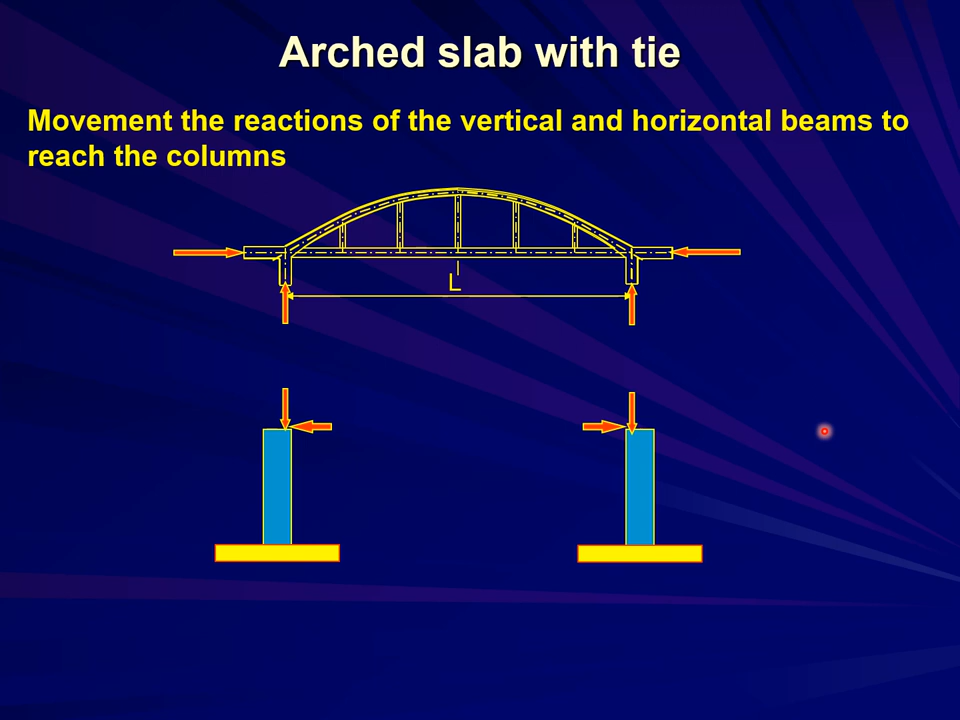 Arched slab with tie
Movement the reactions of the vertical and horizontal beams to
reach the columns
L